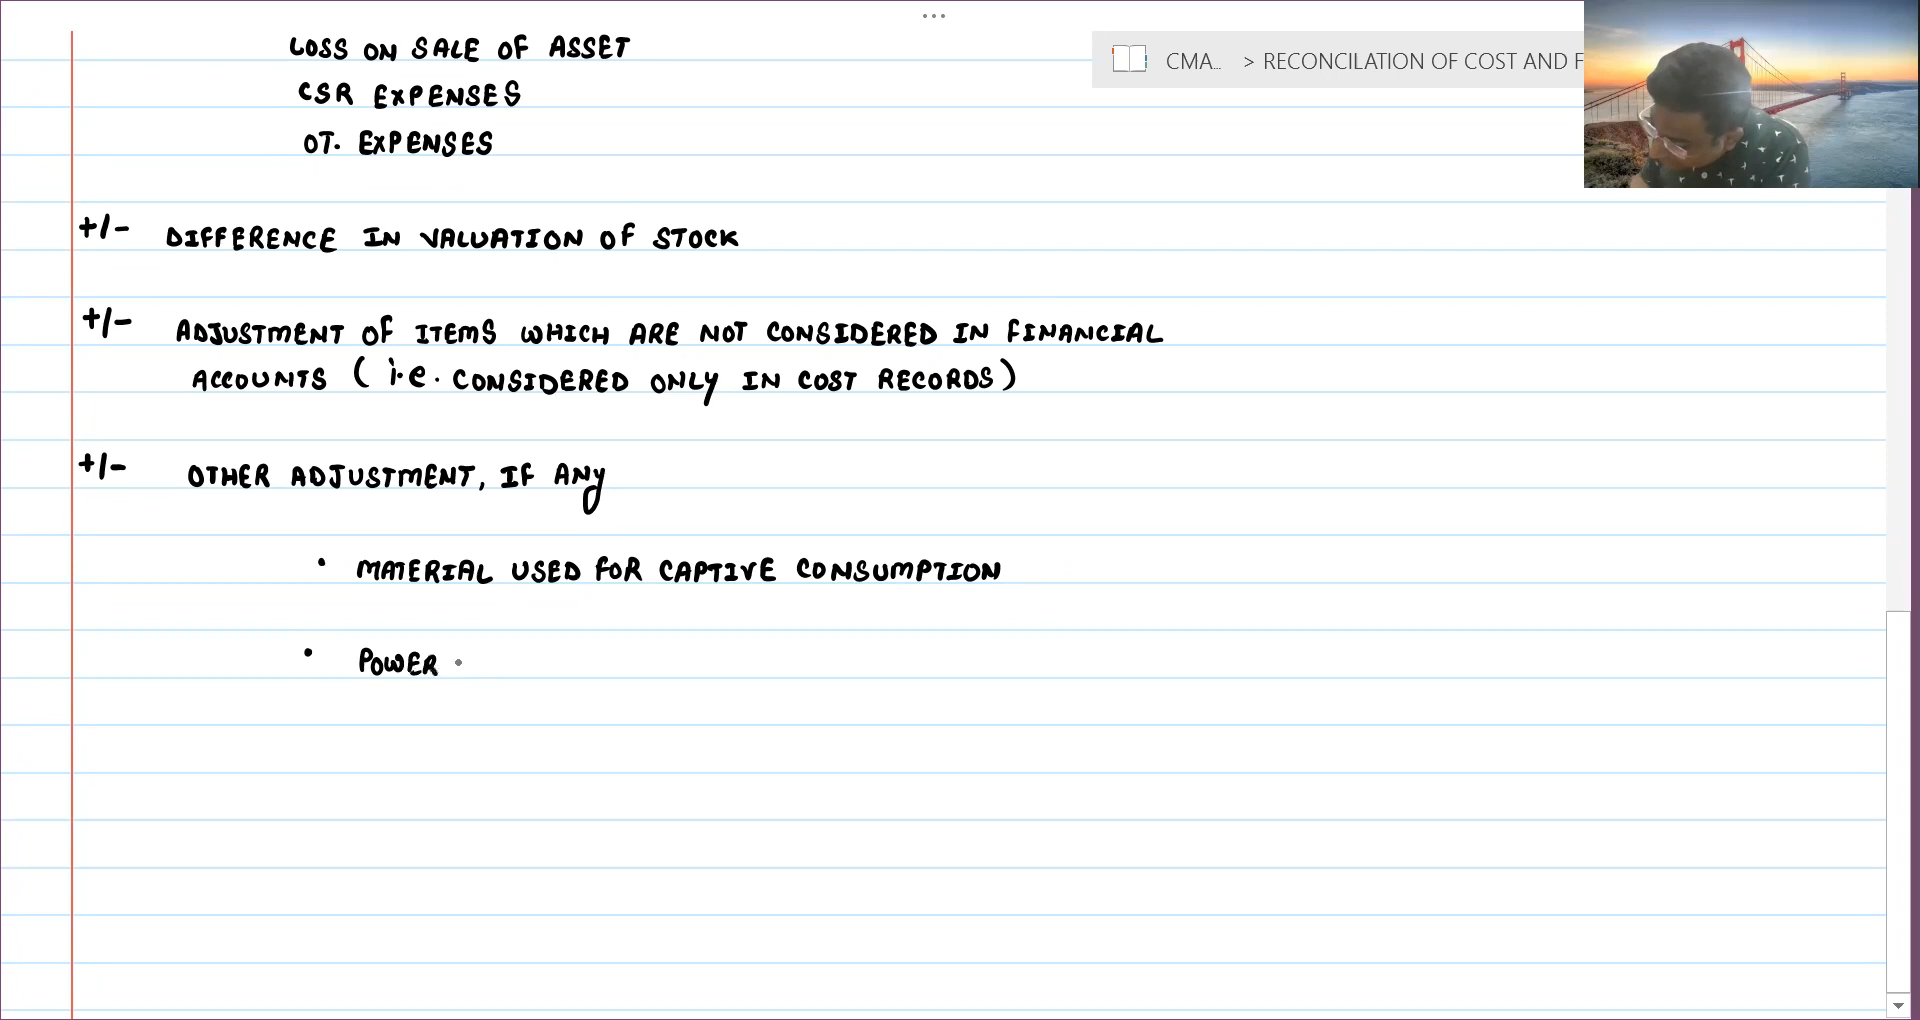 LOSS ON SALE OF ASSET
CMA... > RECONCILATION OF COST AND F
CSR EXPENSES
OT. EXPENSES
+/- DIFFERENCE IN VALUATION OF STOCK
+/- ADJUSTMENT OF ITEMS WHICH ARE NOT CONSIDERED IN FINANCIAL
ACCOUNTS ( i.e. CONSIDERED ONLY IN COST RECORDS)
+/- OTHER ADJUSTMENT, IF ANY
• MATERIAL USED FOR CAPTIVE CONSUMPTION
• POWER